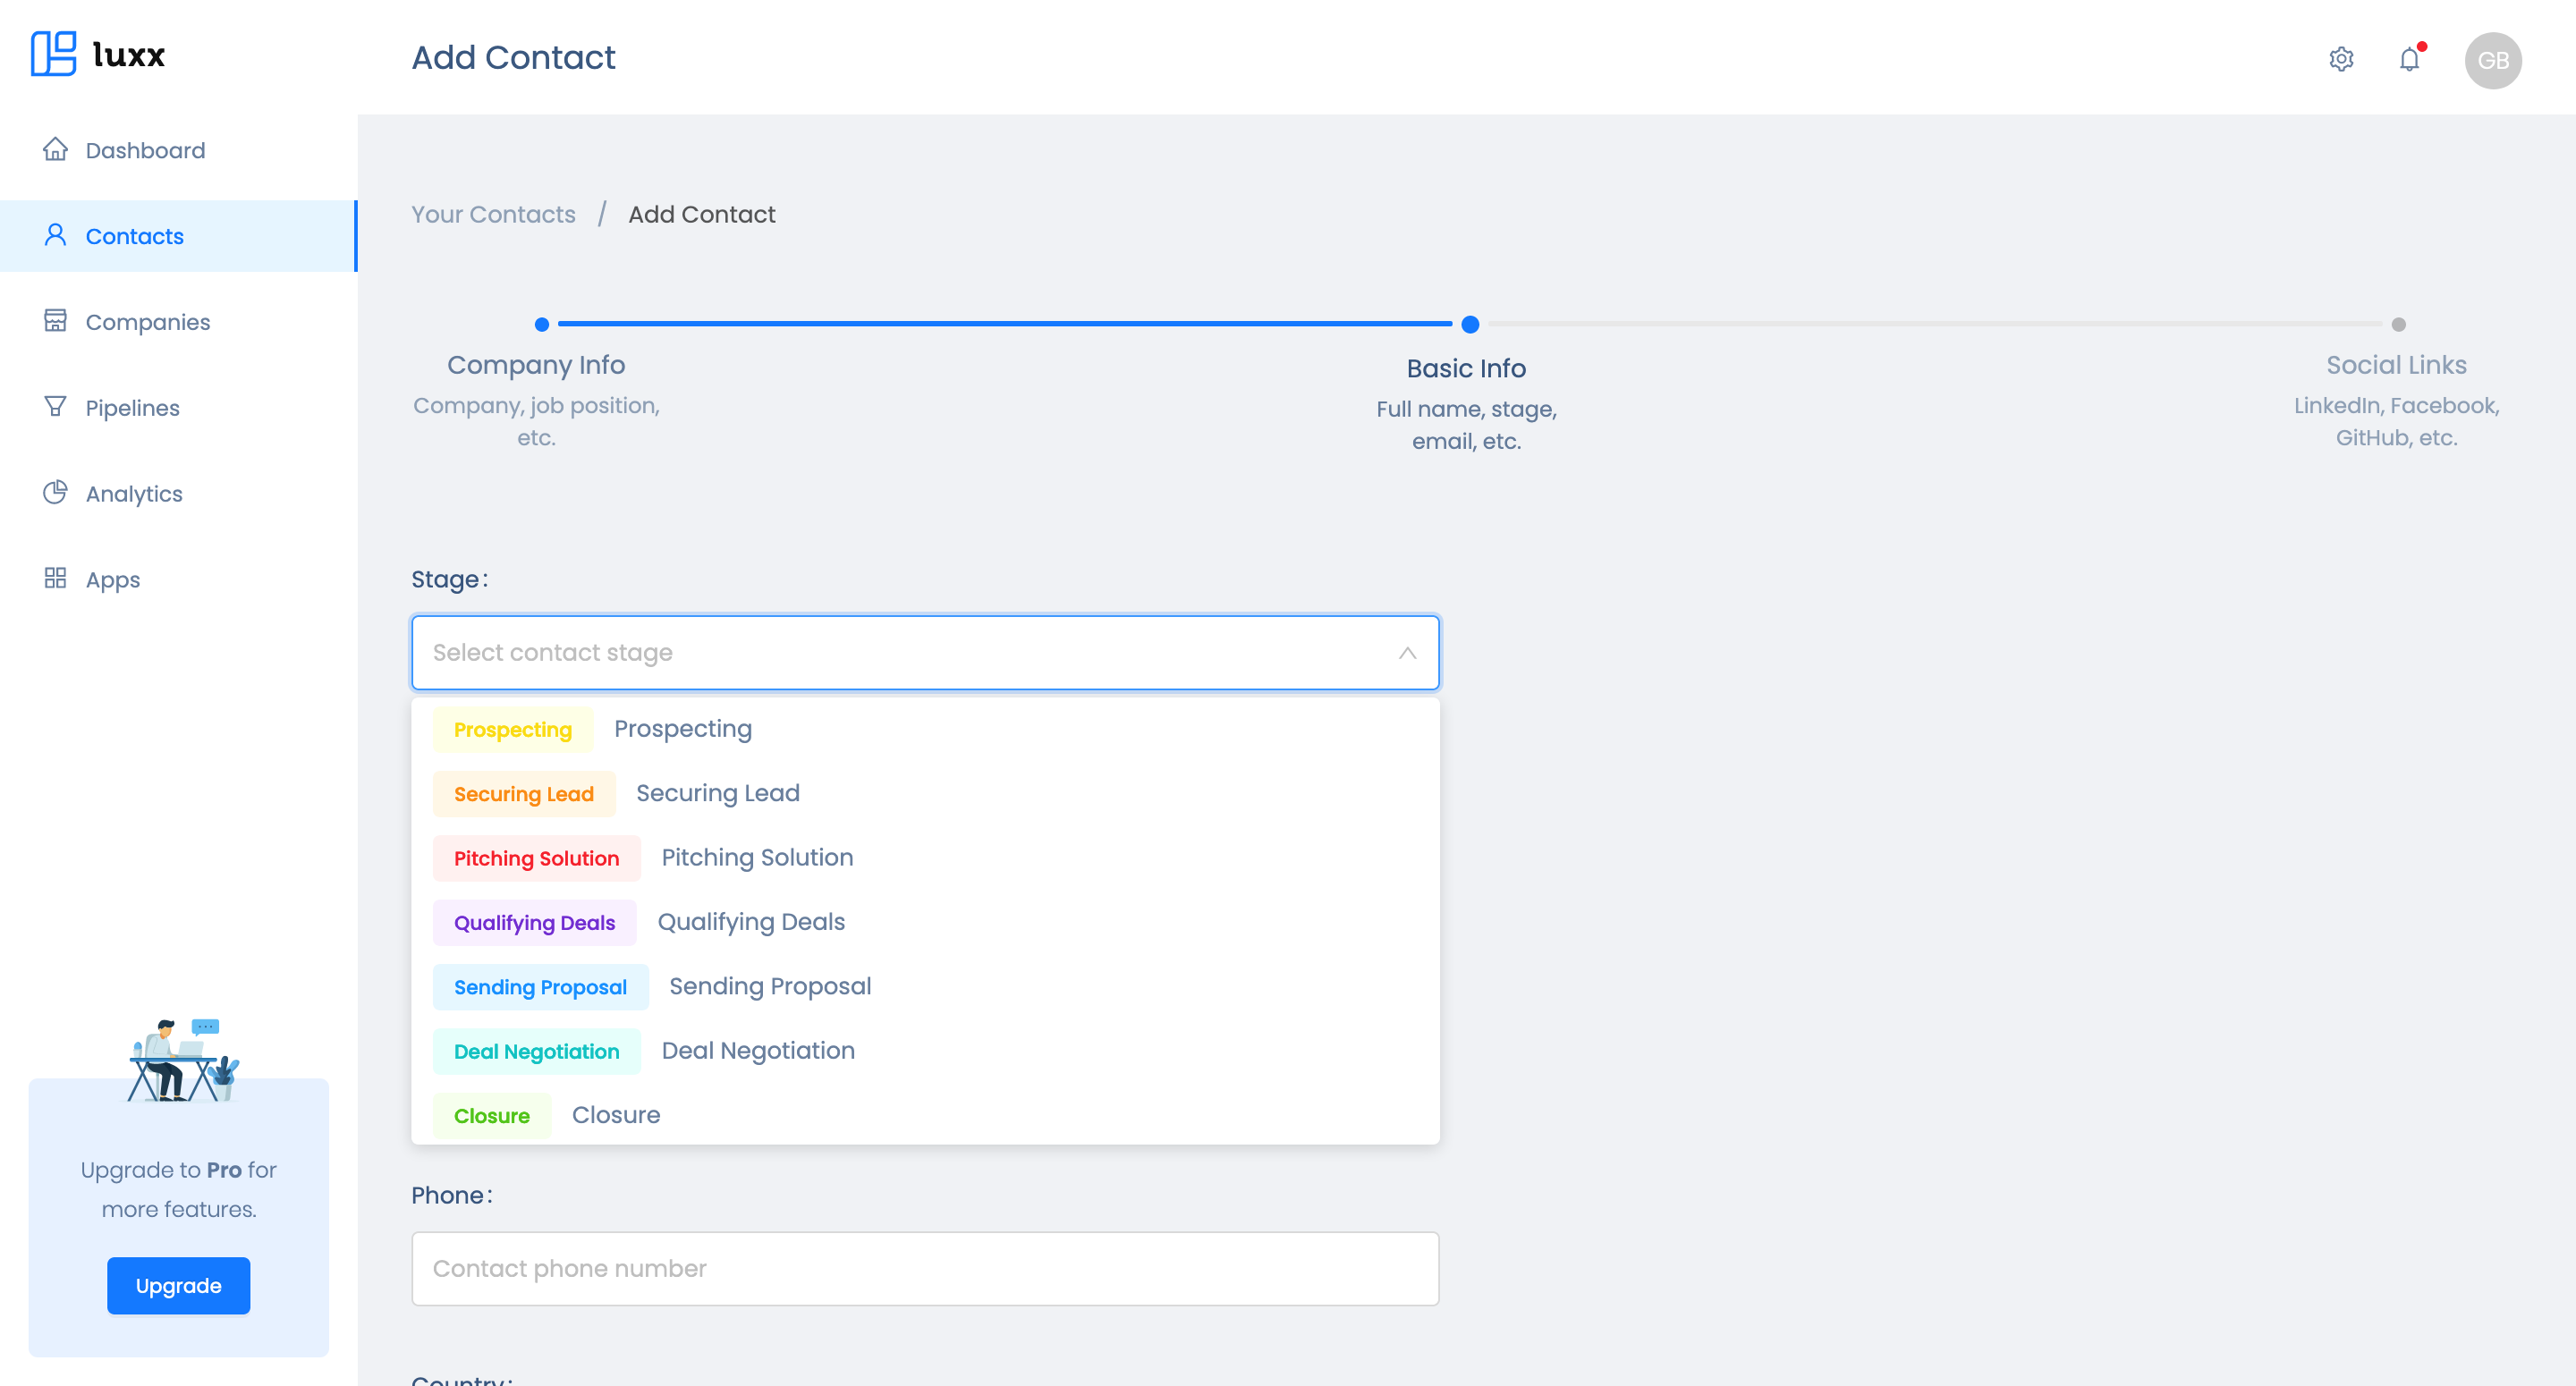 luxx
Add Contact
GB
Dashboard
Contacts
Companies
Pipelines
Analytics
Apps
Upgrade to Pro for
more features.
Upgrade
Your Contacts / Add Contact
Company Info
Company, job position,
etc.
Basic Info
Full name, stage,
email, etc.
Social Links
LinkedIn, Facebook,
GitHub, etc.
Stage:
Select contact stage
Prospecting Prospecting
Securing Lead Securing Lead
Pitching Solution Pitching Solution
Qualifying Deals Qualifying Deals
Sending Proposal Sending Proposal
Deal Negotiation Deal Negotiation
Closure Closure
Phone:
Contact phone number
Country: